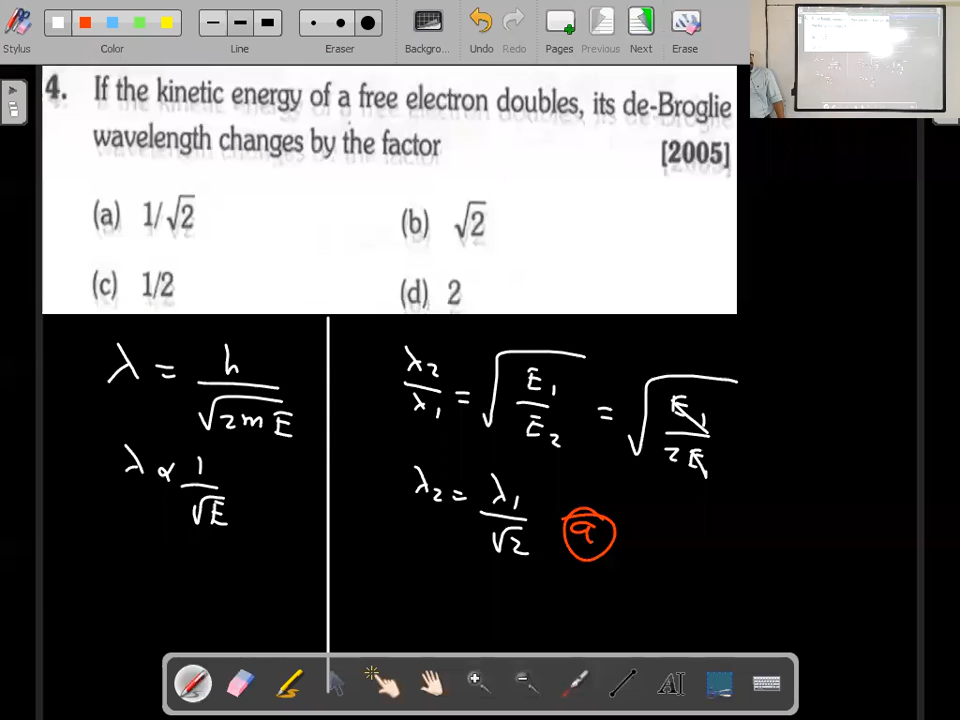 Stylus
Color
Line
Eraser
Backgro...
Undo
Redo
Pages
Previous
Next
Erase
4. If the kinetic energy of a free electron doubles, its de-Broglie
wavelength changes by the factor [2005]
(a) 1/√2 (b) √2
(c) 1/2 (d) 2
λ = h / √2mE
λ ∝ 1 / √E
λ2 / λ1 = √(E1 / E2) = √(E1 / 2E1)
λ2 = λ1 / √2
a
AI